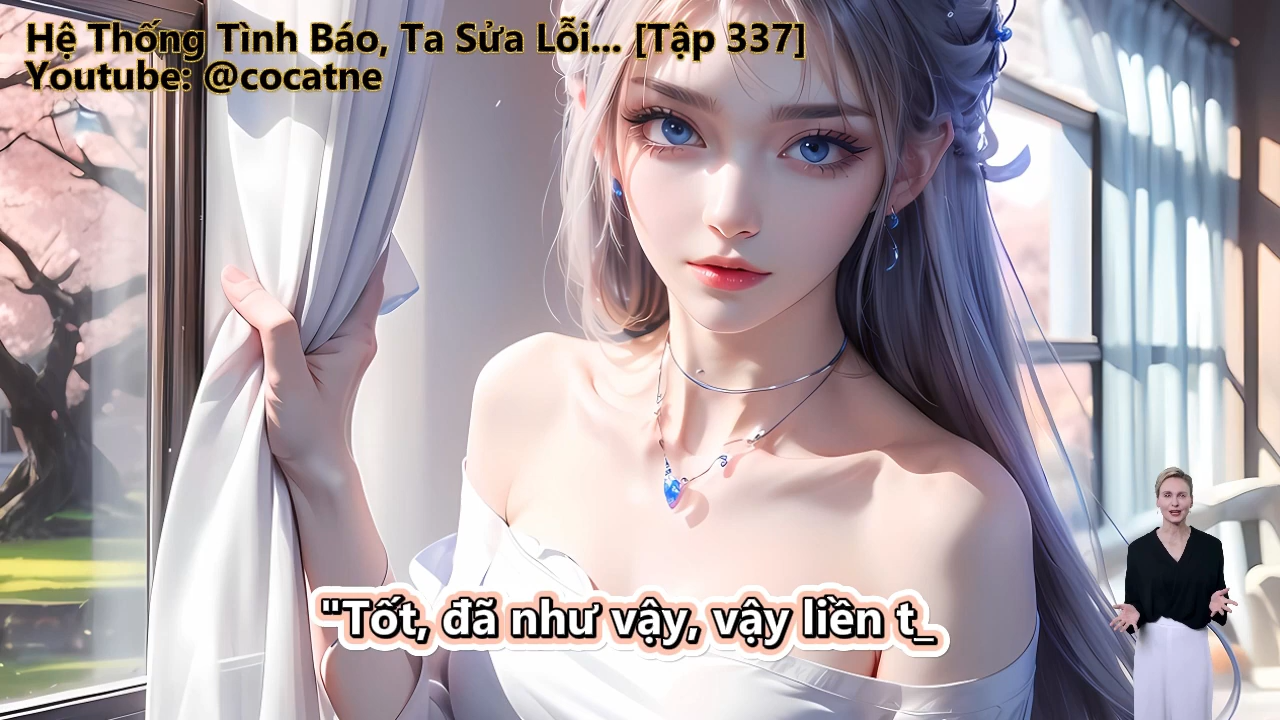 Hệ Thống Tình Báo, Ta Sửa Lỗi... [Tập 337]
Youtube: @cocatne
"Tốt, đã như vậy, vậy liền t_